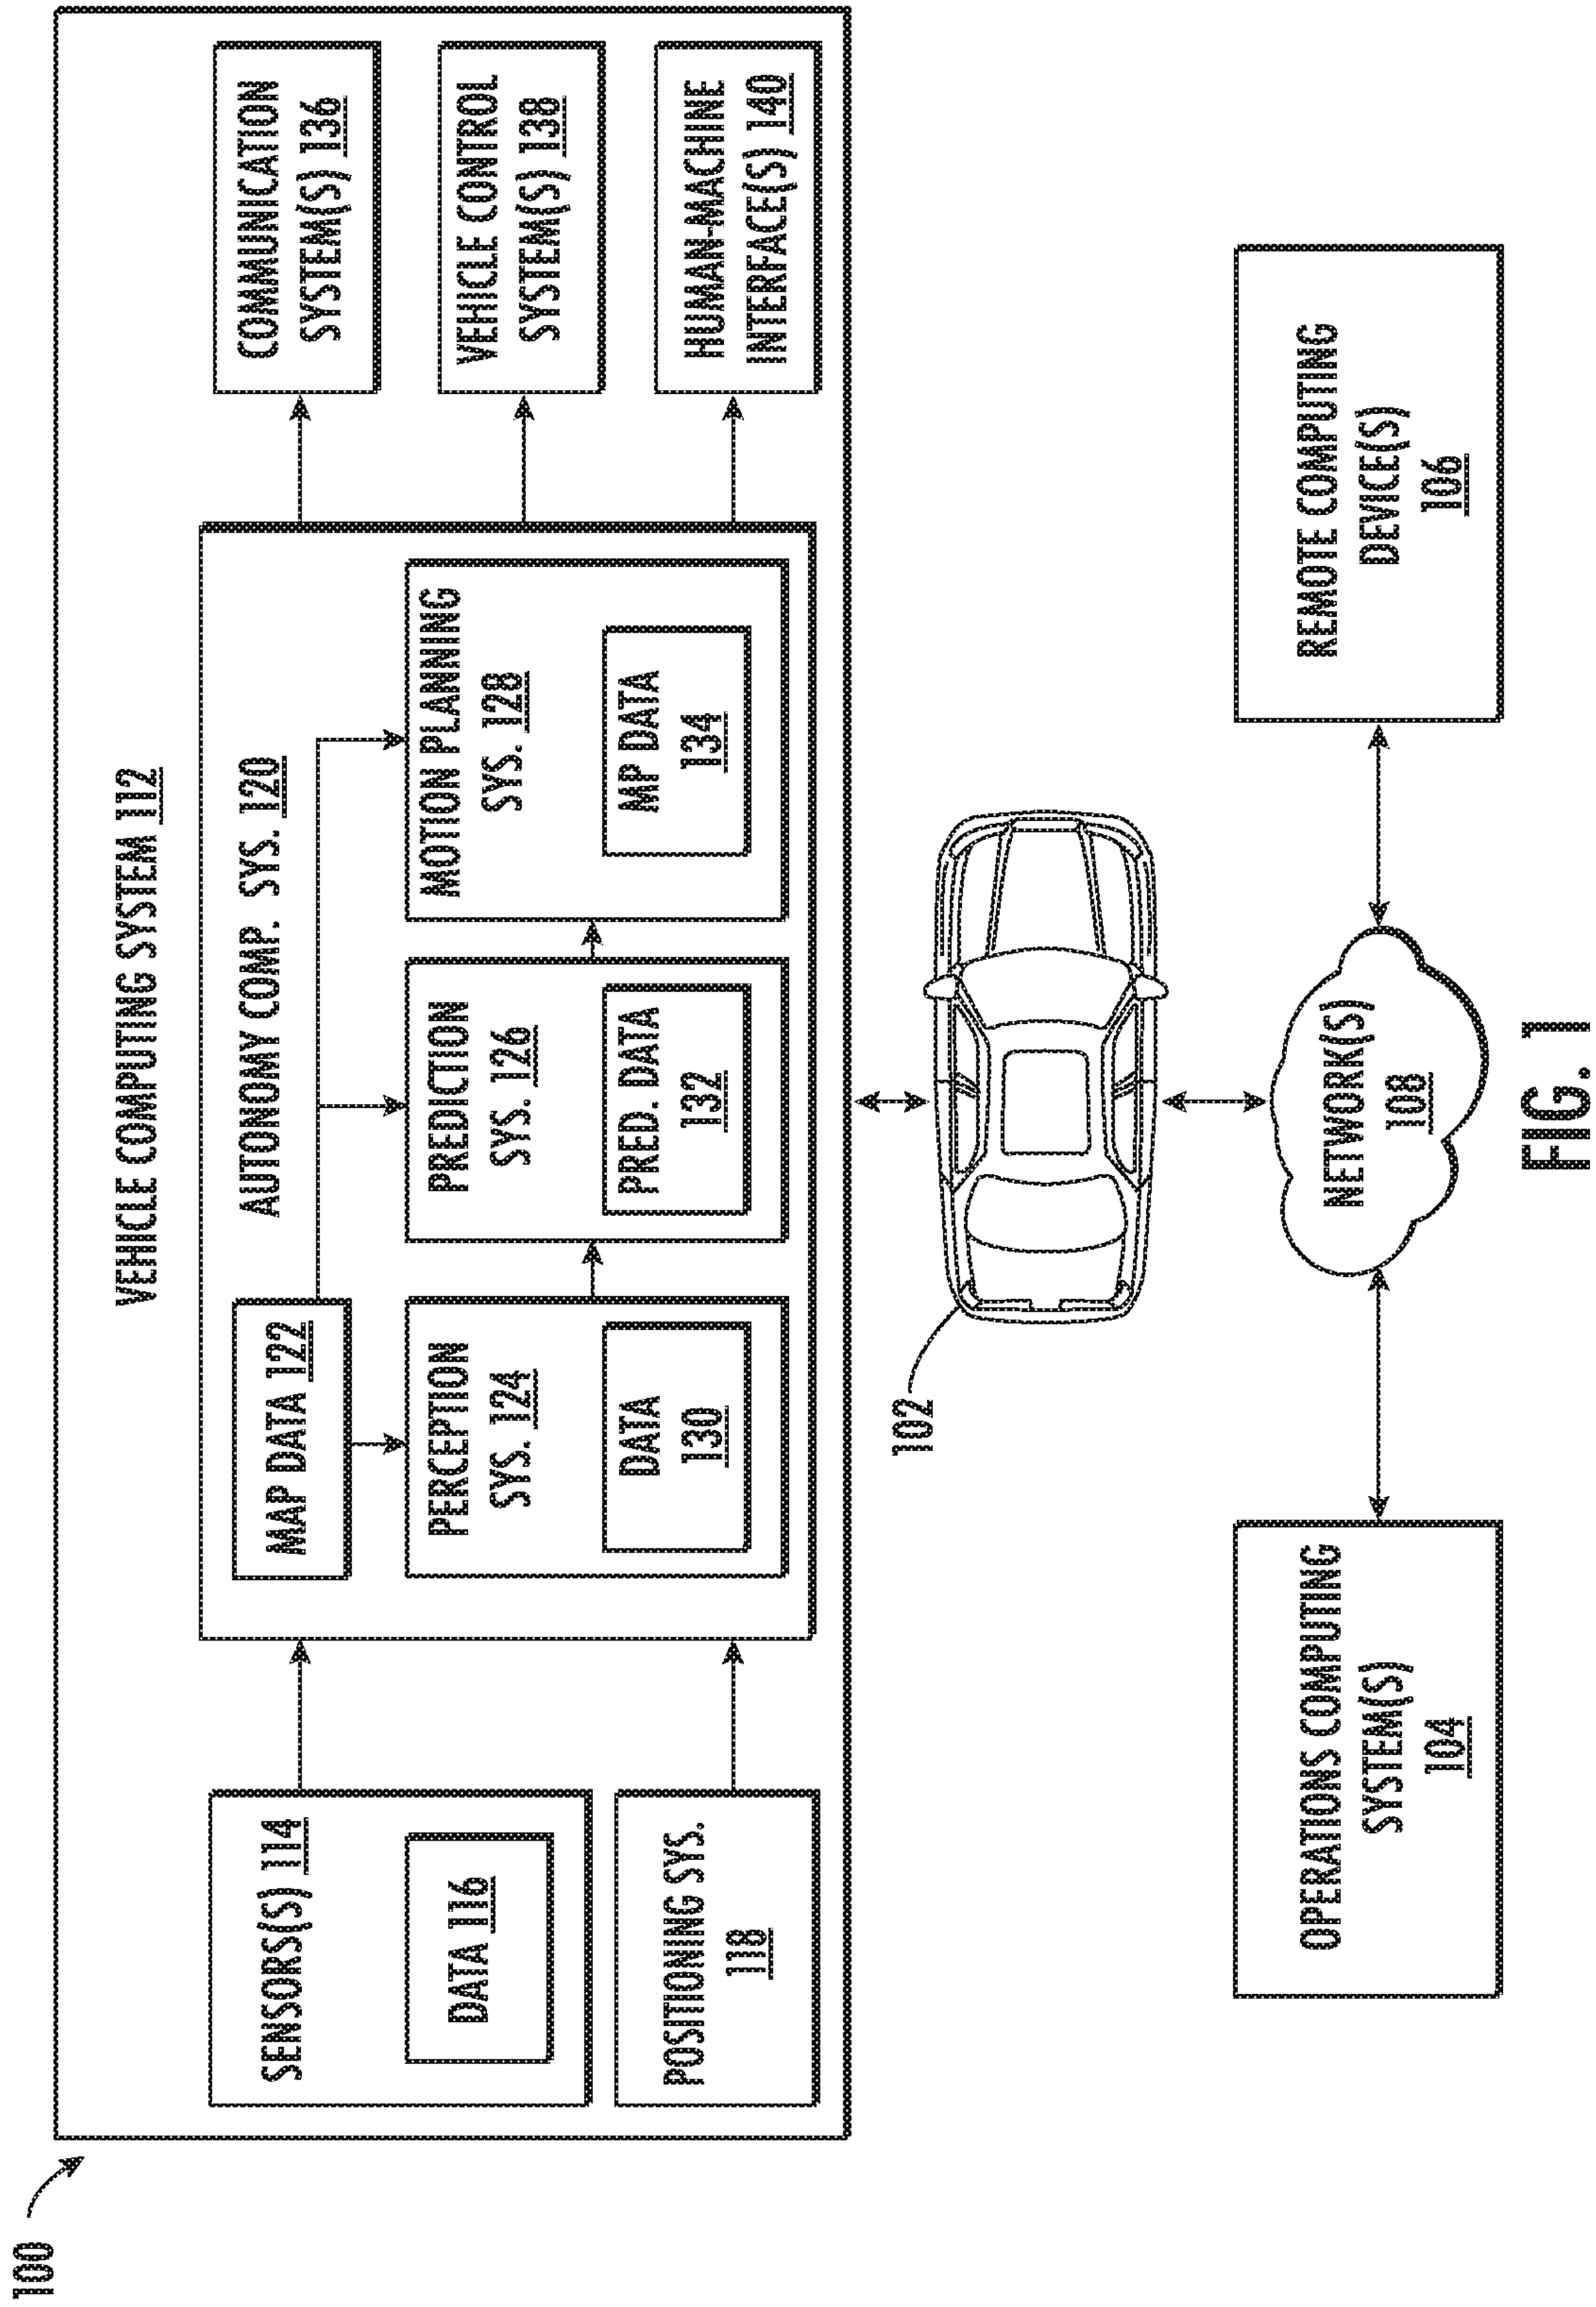 100
VEHICLE COMPUTING SYSTEM 112
SENSORS(S) 114
DATA 116
POSITIONING SYS.
118
AUTONOMY COMP. SYS. 120
MAP DATA 122
PERCEPTION
SYS. 124
DATA
130
PREDICTION
SYS. 126
PRED. DATA
132
MOTION PLANNING
SYS. 128
MP DATA
134
COMMUNICATION
SYSTEM(S) 136
VEHICLE CONTROL
SYSTEM(S) 138
HUMAN-MACHINE
INTERFACE(S) 140
102
OPERATIONS COMPUTING
SYSTEM(S)
104
NETWORK(S)
108
REMOTE COMPUTING
DEVICE(S)
106
FIG. 1